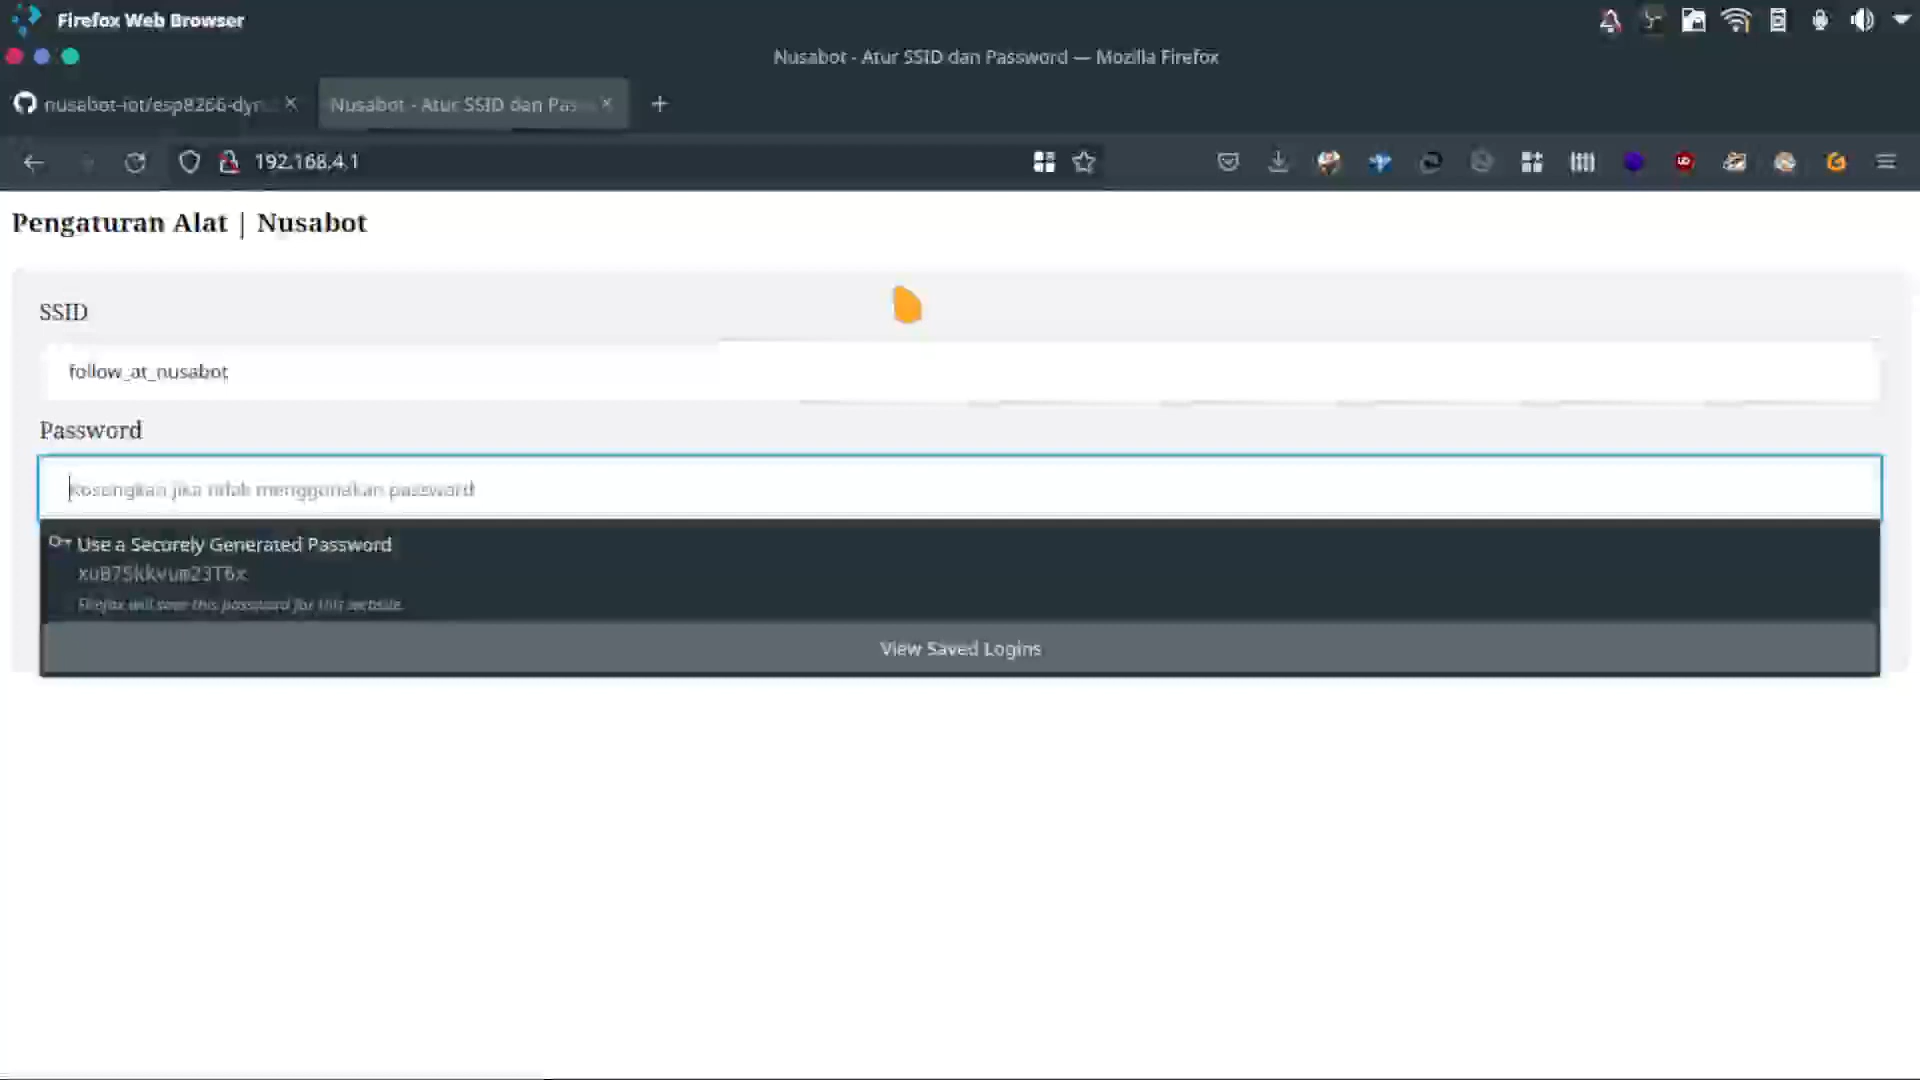 Firefox Web Browser
Nusabot - Atur SSID dan Password — Mozilla Firefox
nusabot-iot/esp8266-dyn
Nusabot - Atur SSID dan Pas
192.168.4.1
Pengaturan Alat | Nusabot
SSID
follow_at_nusabot
Password
Kosongkan jika tidak menggunakan password
Use a Securely Generated Password
Firefox will save this password for this website.
View Saved Logins